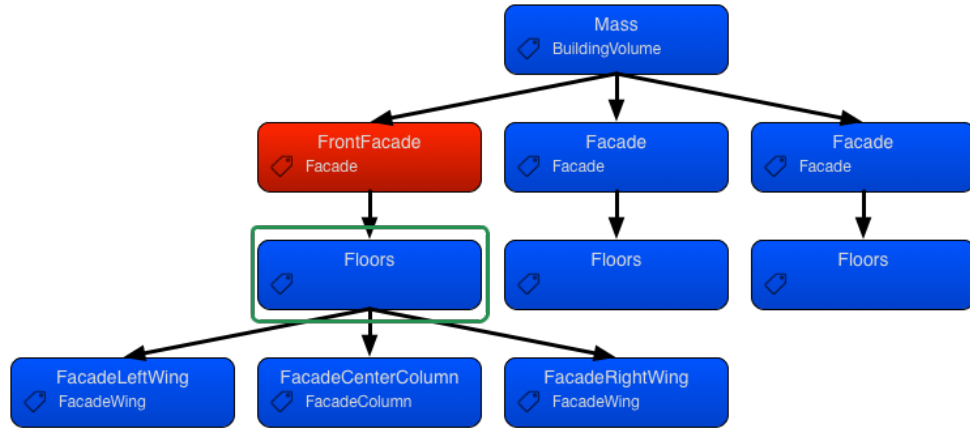 Mass
BuildingVolume
FrontFacade
Facade
Facade
Facade
Facade
Facade
Floors
Floors
Floors
FacadeLeftWing
FacadeWing
FacadeCenterColumn
FacadeColumn
FacadeRightWing
FacadeWing